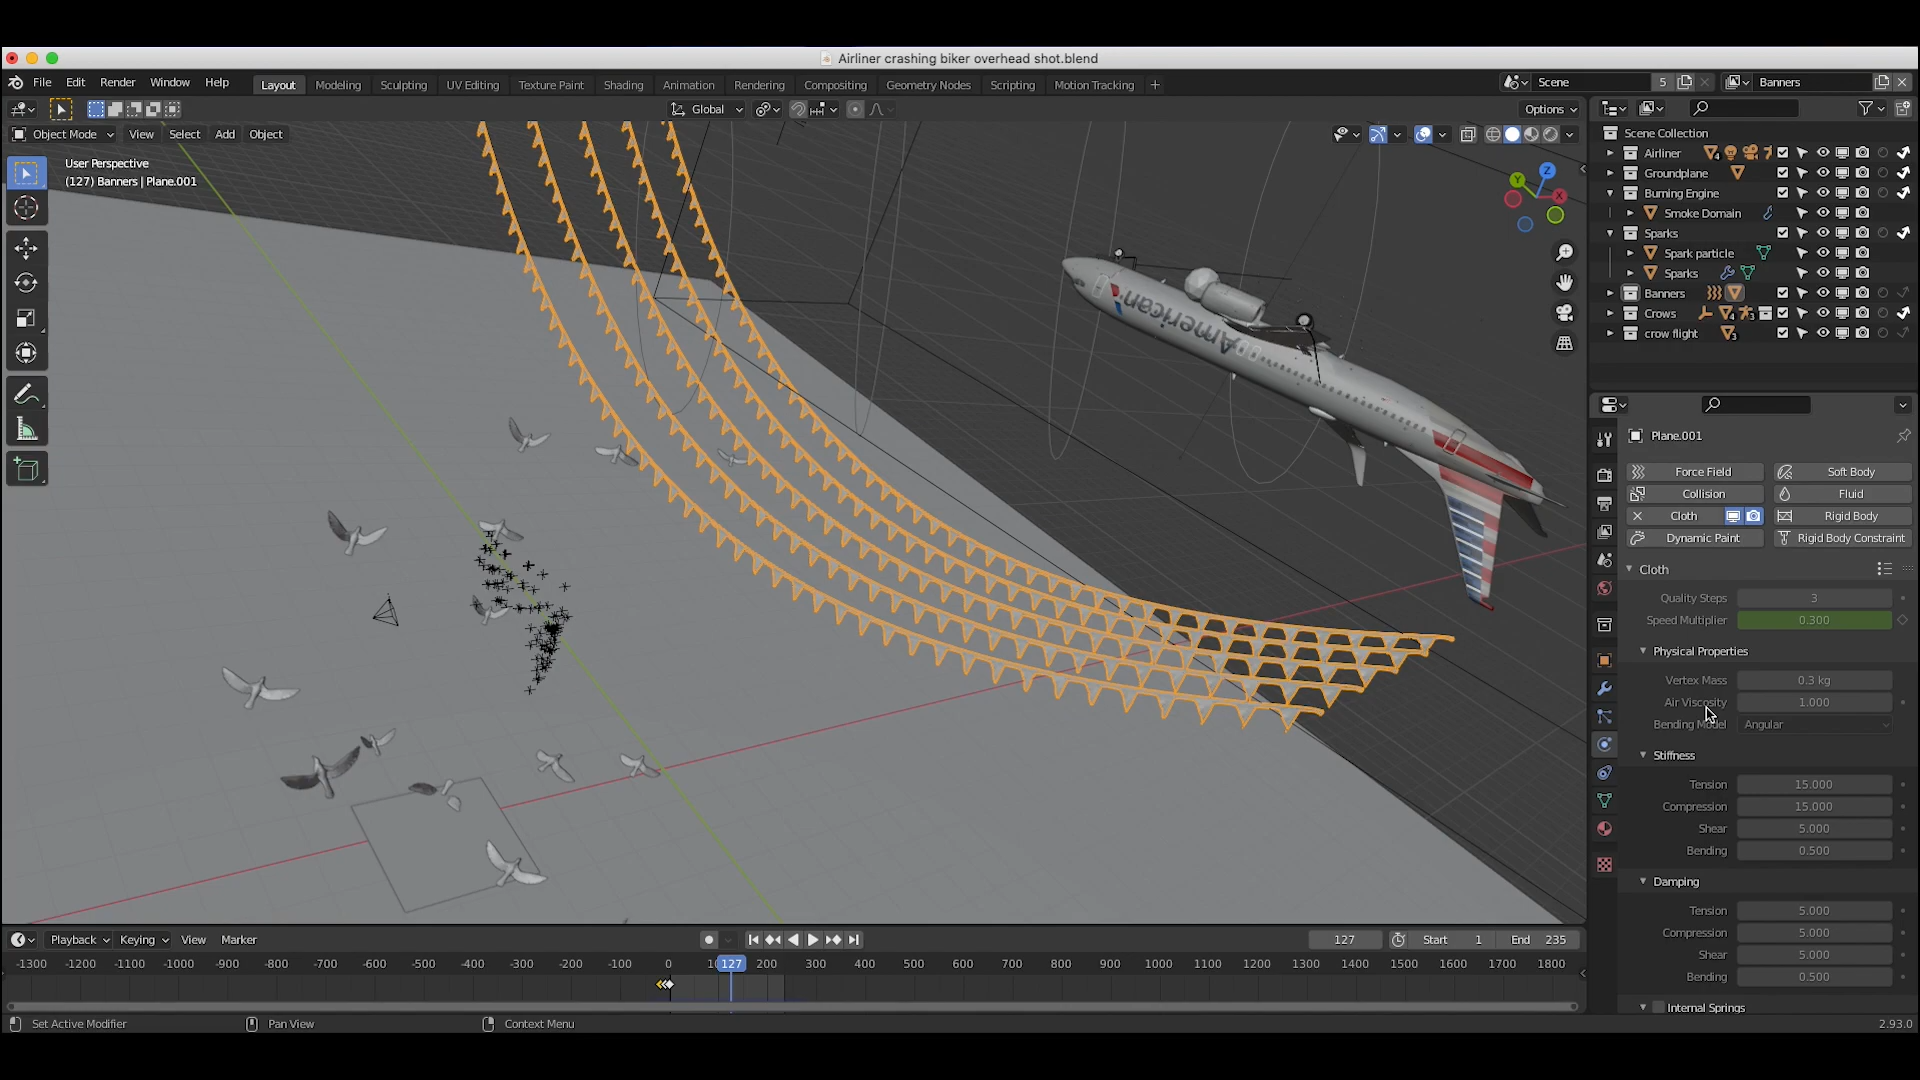 Airliner crashing biker overhead shot.blend
File Edit Render Window Help Layout Modeling Sculpting UV Editing Texture Paint Shading Animation Rendering Compositing Geometry Nodes Scripting Motion Tracking + Scene 5 Banners
Global Options
Object Mode View Select Add Object
User Perspective
(127) Banners | Plane.001
Z
Y
X
American
Scene Collection
Airliner 4
Groundplane
Burning Engine
Smoke Domain
Sparks
Spark particle
Sparks
Banners
Crows 4 3
crow flight 3
Plane.001
Force Field Soft Body
Collision Fluid
Cloth Rigid Body
Dynamic Paint Rigid Body Constraint
Cloth
Quality Steps 3
Speed Multiplier 0.300
Physical Properties
Vertex Mass 0.3 kg
Air Viscosity 1.000
Bending Model Angular
Stiffness
Tension 15.000
Compression 15.000
Shear 5.000
Bending 0.500
Damping
Tension 5.000
Compression 5.000
Shear 5.000
Bending 0.500
Internal Springs
Playback Keying View Marker 127 Start 1 End 235
-1300 -1200 -1100 -1000 -900 -800 -700 -600 -500 -400 -300 -200 -100 0 127 200 300 400 500 600 700 800 900 1000 1100 1200 1300 1400 1500 1600 1700 1800
Set Active Modifier Pan View Context Menu 2.93.0